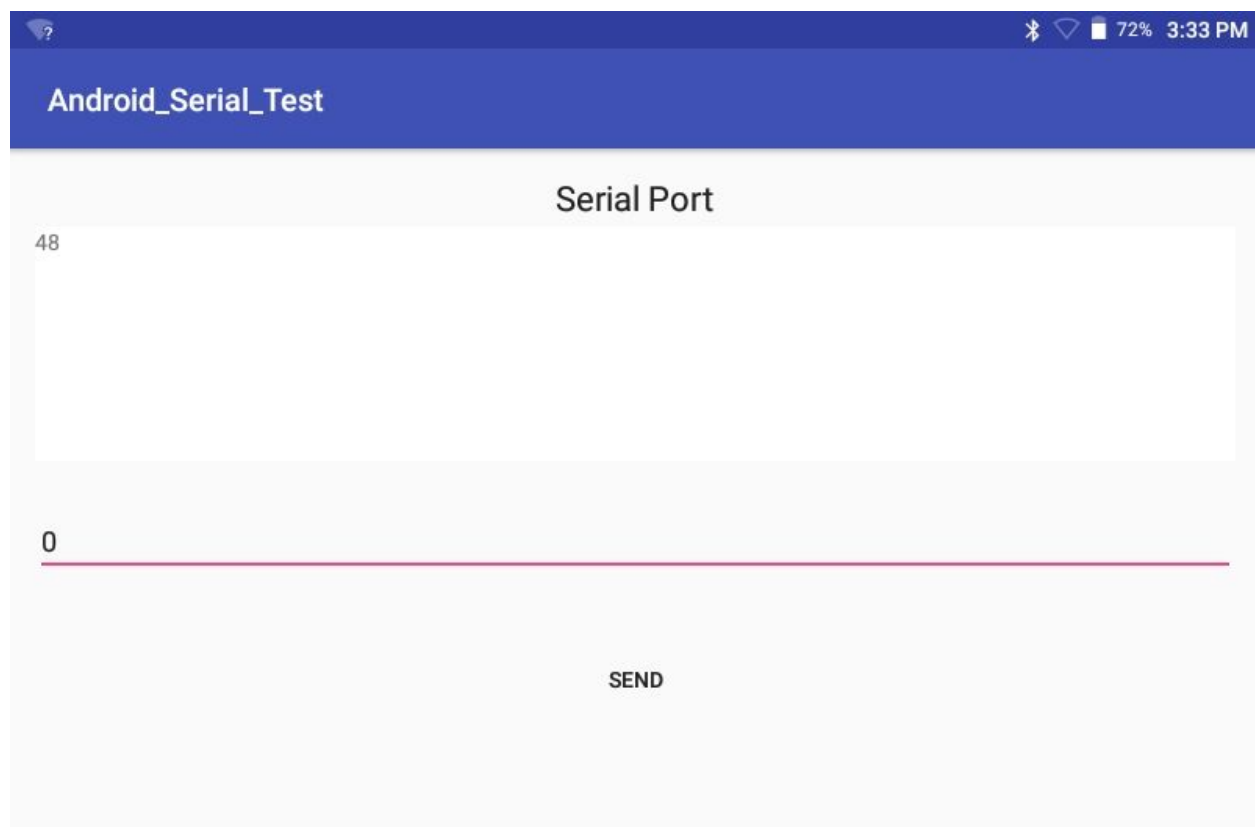 ?
72% 3:33 PM
Android_Serial_Test
Serial Port
48
0
SEND